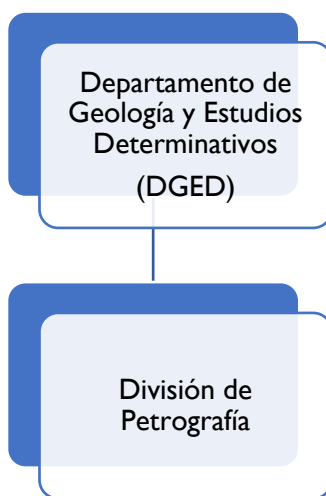 Departamento de
Geología y Estudios
Determinativos
(DGED)
División de
Petrografía